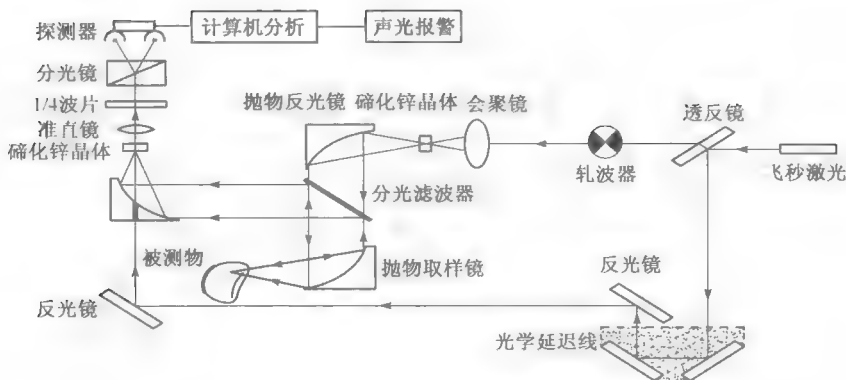 探测器
计算机分析
声光报警
分光镜
1/4波片
抛物反光镜 碲化锌晶体 会聚镜
透反镜
准直镜
碲化锌晶体
轧波器
飞秒激光
分光滤波器
被测物
抛物取样镜
反光镜
反光镜
光学延迟线